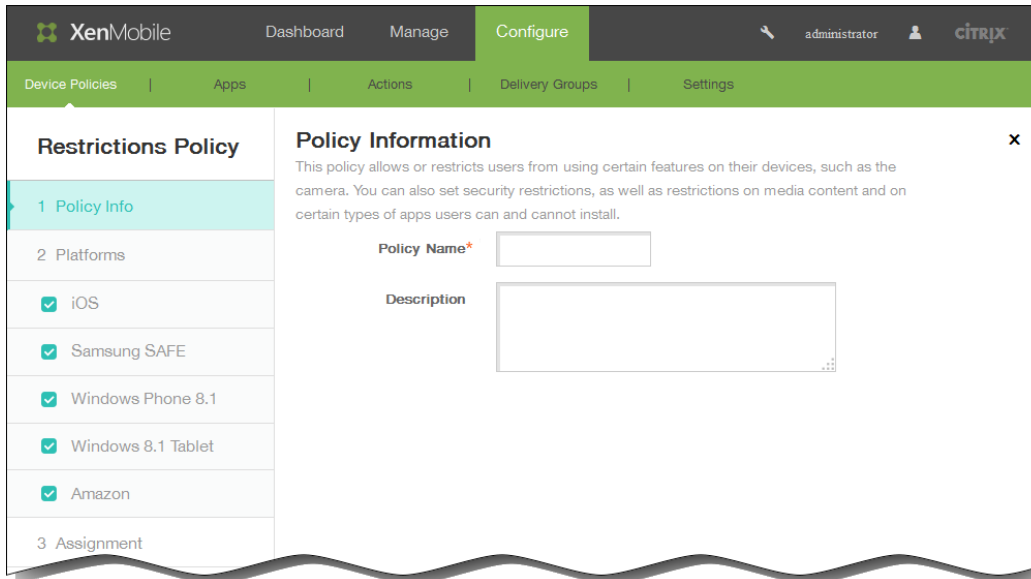 XenMobile Dashboard Manage Configure administrator CİTRIX
Device Policies | Apps | Actions | Delivery Groups | Settings
Restrictions Policy
1 Policy Info
2 Platforms
iOS
Samsung SAFE
Windows Phone 8.1
Windows 8.1 Tablet
Amazon
3 Assignment
Policy Information
x
This policy allows or restricts users from using certain features on their devices, such as the
camera. You can also set security restrictions, as well as restrictions on media content and on
certain types of apps users can and cannot install.
Policy Name*
Description